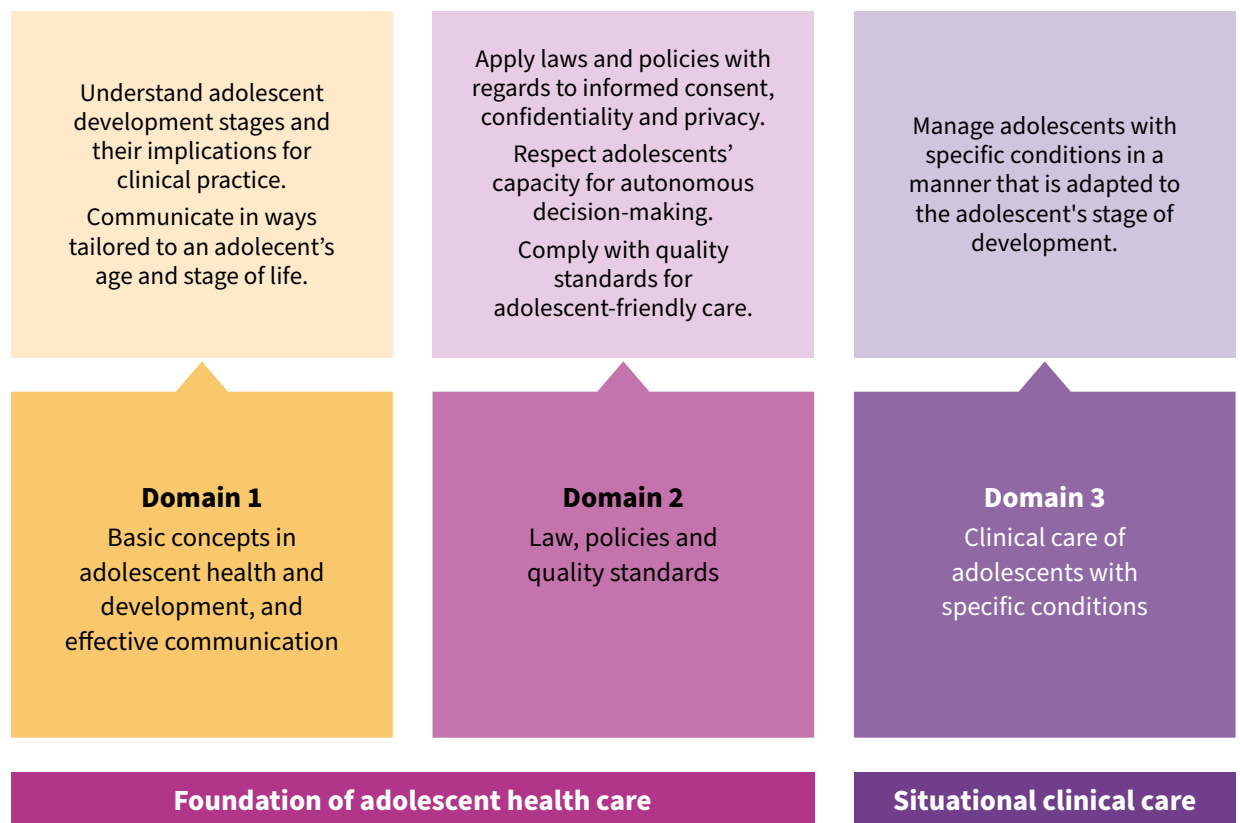 Understand adolescent
development stages and
their implications for
clinical practice.
Communicate in ways
tailored to an adolecent’s
age and stage of life.
Apply laws and policies with
regards to informed consent,
confidentiality and privacy.
Respect adolescents’
capacity for autonomous
decision-making.
Comply with quality
standards for
adolescent-friendly care.
Manage adolescents with
specific conditions in a
manner that is adapted to
the adolescent's stage of
development.
Domain 1
Basic concepts in
adolescent health and
development, and
effective communication
Domain 2
Law, policies and
quality standards
Domain 3
Clinical care of
adolescents with
specific conditions
Foundation of adolescent health care
Situational clinical care